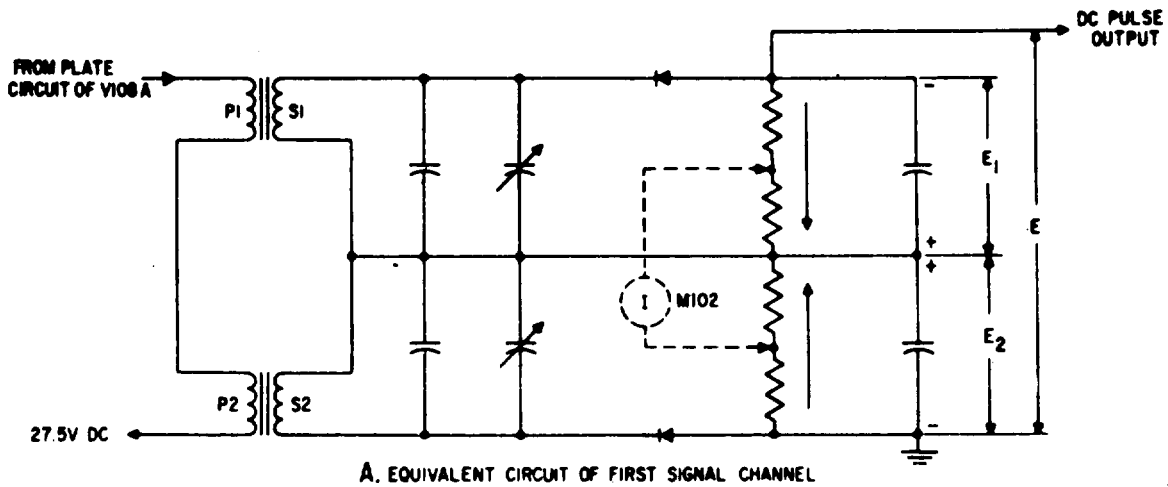 DC PULSE
OUTPUT
FROM PLATE
CIRCUIT OF V108A
P1
S1
-
E1
E
+
+
I
M102
E2
P2
S2
-
27.5V DC
A. EQUIVALENT CIRCUIT OF FIRST SIGNAL CHANNEL